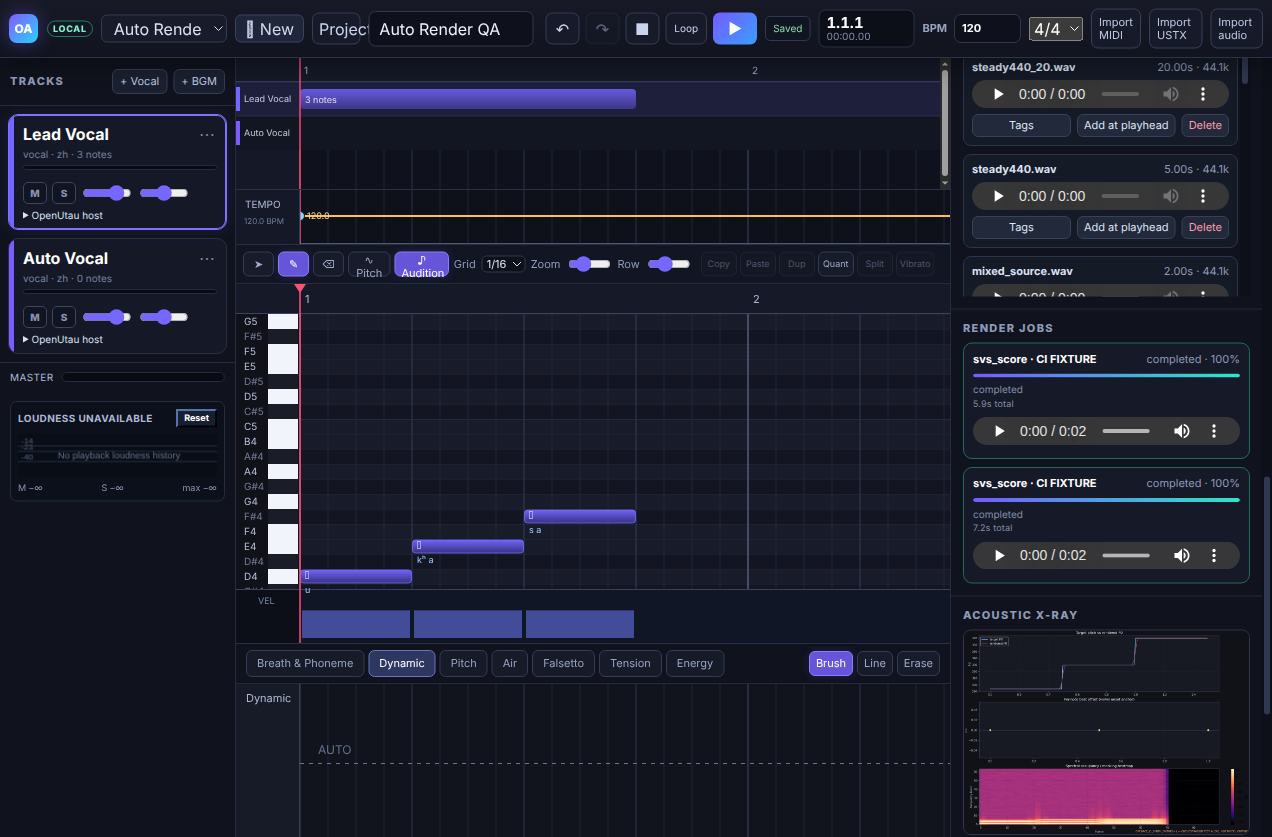 OA LOCAL Auto Rende New Project Auto Render QA Loop Saved 1.1.1 00:00.00 BPM 120 4/4 Import MIDI Import USTX Import audio
TRACKS + Vocal + BGM
Lead Vocal
vocal · zh · 3 notes
M S
OpenUtau host
Auto Vocal
vocal · zh · 0 notes
M S
OpenUtau host
MASTER
LOUDNESS UNAVAILABLE Reset
-14
-23
-40
No playback loudness history
M −∞ S −∞ max −∞
1 2
Lead Vocal 3 notes
Auto Vocal
TEMPO
120.0 BPM
120.0
Pitch Audition Grid 1/16 Zoom Row Copy Paste Dup Quant Split Vibrato
1 2
G5
F#5
F5
E5
D#5
D5
C#5
C5
B4
A#4
A4
G#4
G4
F#4
s a
F4
E4
kʰ a
D#4
D4
u
VEL
Breath & Phoneme Dynamic Pitch Air Falsetto Tension Energy Brush Line Erase
Dynamic
AUTO
steady440_20.wav 20.00s · 44.1k
0:00 / 0:00
Tags Add at playhead Delete
steady440.wav 5.00s · 44.1k
0:00 / 0:00
Tags Add at playhead Delete
mixed_source.wav 2.00s · 44.1k
RENDER JOBS
svs_score · CI FIXTURE completed · 100%
completed
5.9s total
0:00 / 0:02
svs_score · CI FIXTURE completed · 100%
completed
7.2s total
0:00 / 0:02
ACOUSTIC X-RAY